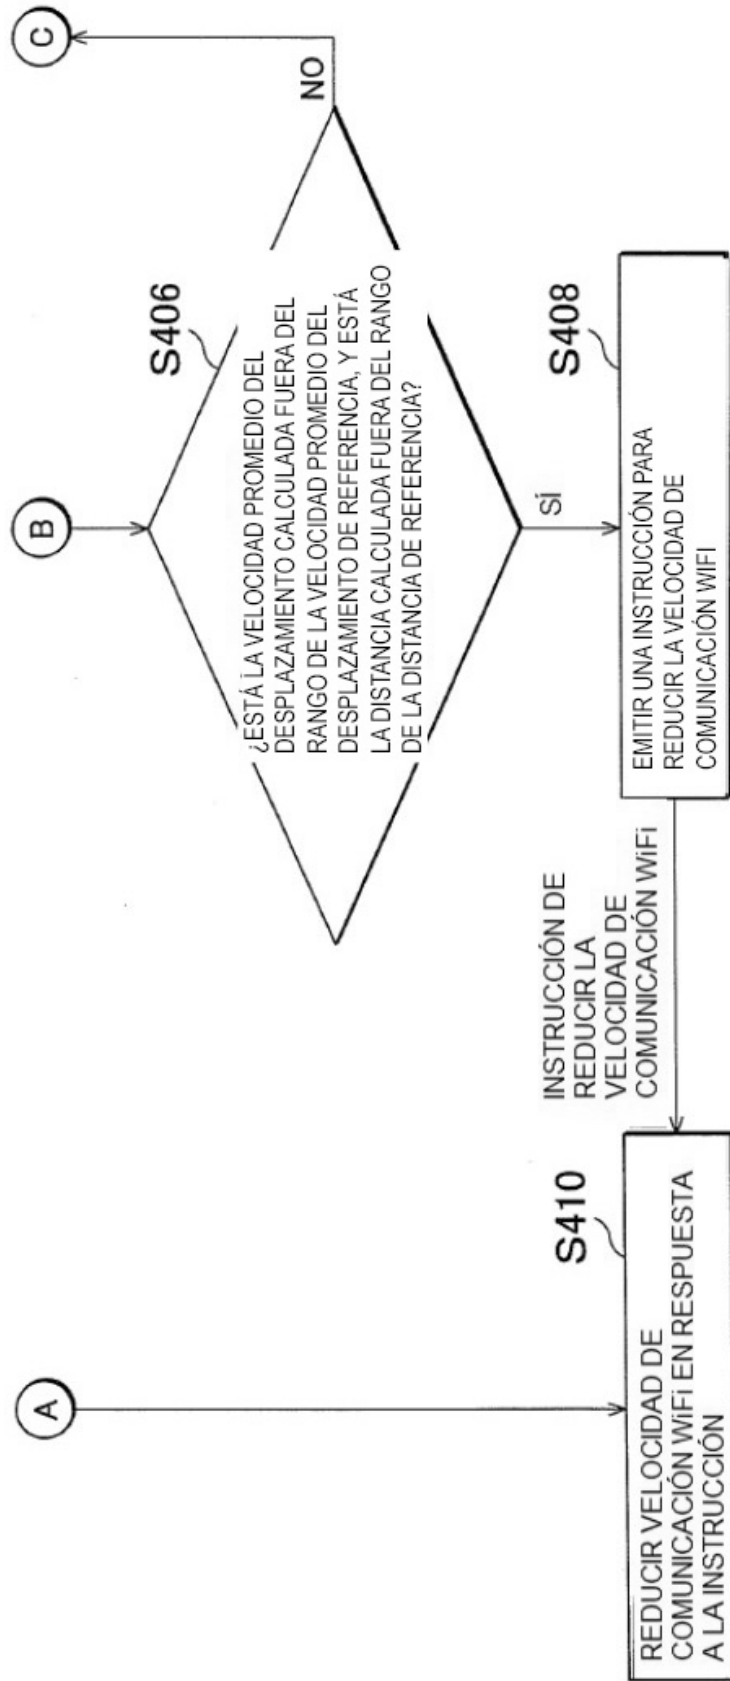 A
B
C
S406
¿ESTÁ LA VELOCIDAD PROMEDIO DEL
DESPLAZAMIENTO CALCULADA FUERA DEL
RANGO DE LA VELOCIDAD PROMEDIO DEL
DESPLAZAMIENTO DE REFERENCIA, Y ESTÁ
LA DISTANCIA CALCULADA FUERA DEL RANGO
DE LA DISTANCIA DE REFERENCIA?
NO
SÍ
S408
EMITIR UNA INSTRUCCIÓN PARA
REDUCIR LA VELOCIDAD DE
COMUNICACIÓN WIFI
INSTRUCCIÓN DE
REDUCIR LA
VELOCIDAD DE
COMUNICACIÓN WiFi
S410
REDUCIR VELOCIDAD DE
COMUNICACIÓN WiFi EN RESPUESTA
A LA INSTRUCCIÓN